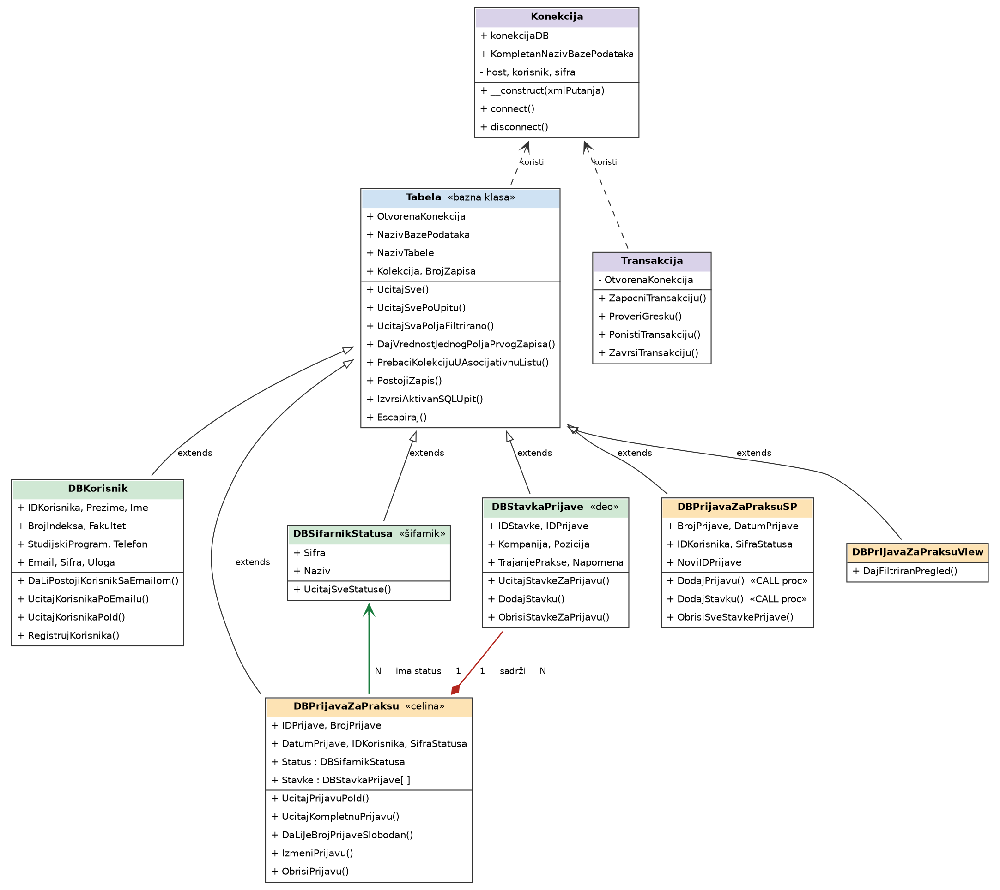 Konekcija
+ konekcijaDB
+ KompletanNazivBazePodataka
- host, korisnik, sifra
+ __construct(xmlPutanja)
+ connect()
+ disconnect()
koristi
koristi
Tabela «bazna klasa»
+ OtvorenaKonekcija
+ NazivBazePodataka
+ NazivTabele
+ Kolekcija, BrojZapisa
+ UcitajSve()
+ UcitajSvePoUpitu()
+ UcitajSvaPoljaFiltrirano()
+ DajVrednostJednogPoljaPrvogZapisa()
+ PrebaciKolekcijuUAsocijativnuListu()
+ PostojiZapis()
+ IzvrsiAktivanSQLUpit()
+ Escapiraj()
Transakcija
- OtvorenaKonekcija
+ ZapocniTransakciju()
+ ProveriGresku()
+ PonistiTransakciju()
+ ZavrsiTransakciju()
extends
extends
extends
extends
extends
extends
DBKorisnik
+ IDKorisnika, Prezime, Ime
+ BrojIndeksa, Fakultet
+ StudijskiProgram, Telefon
+ Email, Sifra, Uloga
+ DaLiPostojiKorisnikSaEmailom()
+ UcitajKorisnikaPoEmailu()
+ UcitajKorisnikaPoId()
+ RegistrujKorisnika()
DBSifarnikStatusa «šifarnik»
+ Sifra
+ Naziv
+ UcitajSveStatuse()
DBStavkaPrijave «deo»
+ IDStavke, IDPrijave
+ Kompanija, Pozicija
+ TrajanjePrakse, Napomena
+ UcitajStavkeZaPrijavu()
+ DodajStavku()
+ ObrisiStavkeZaPrijavu()
DBPrijavaZaPraksuSP
+ BrojPrijave, DatumPrijave
+ IDKorisnika, SifraStatusa
+ NoviIDPrijave
+ DodajPrijavu() «CALL proc»
+ DodajStavku() «CALL proc»
+ ObrisiSveStavkePrijave()
DBPrijavaZaPraksuView
+ DajFiltriranPregled()
N ima status 1
1 sadrži N
DBPrijavaZaPraksu «celina»
+ IDPrijave, BrojPrijave
+ DatumPrijave, IDKorisnika, SifraStatusa
+ Status : DBSifarnikStatusa
+ Stavke : DBStavkaPrijave[ ]
+ UcitajPrijavuPoId()
+ UcitajKompletnuPrijavu()
+ DaLiJeBrojPrijaveSlobodan()
+ IzmeniPrijavu()
+ ObrisiPrijavu()